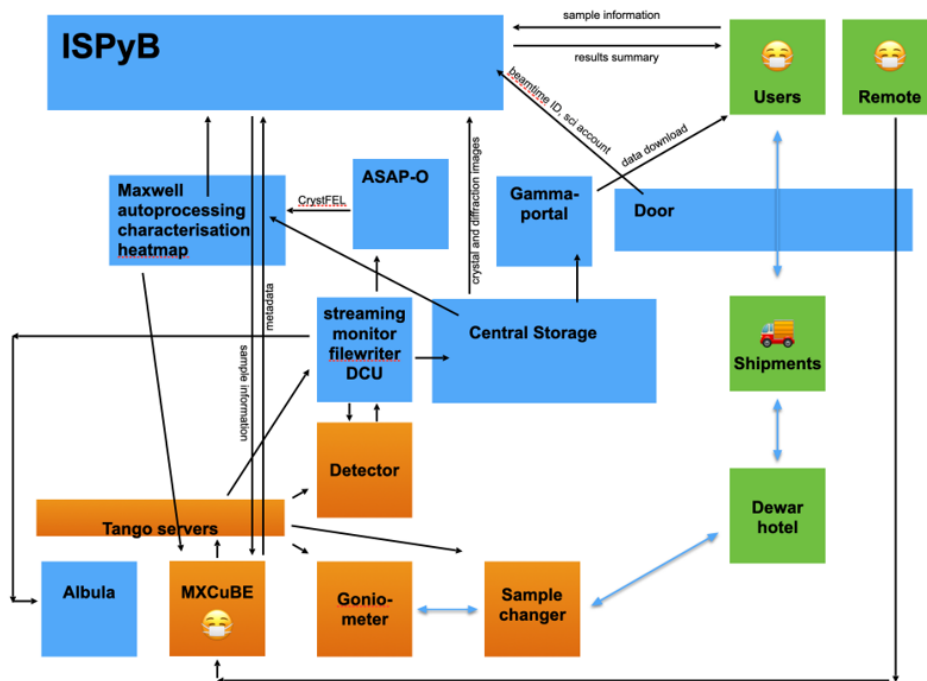 sample information
ISPyB
results summary
Users
Remote
beamtime ID, sci account
data download
crystal and diffraction images
Maxwell
autoprocessing
characterisation
heatmap
CrystFEL
ASAP-O
Gamma-
portal
Door
metadata
sample information
streaming
monitor
filewriter
DCU
Central Storage
Shipments
Detector
Tango servers
Dewar
hotel
Albula
MXCuBE
Gonio-
meter
Sample
changer